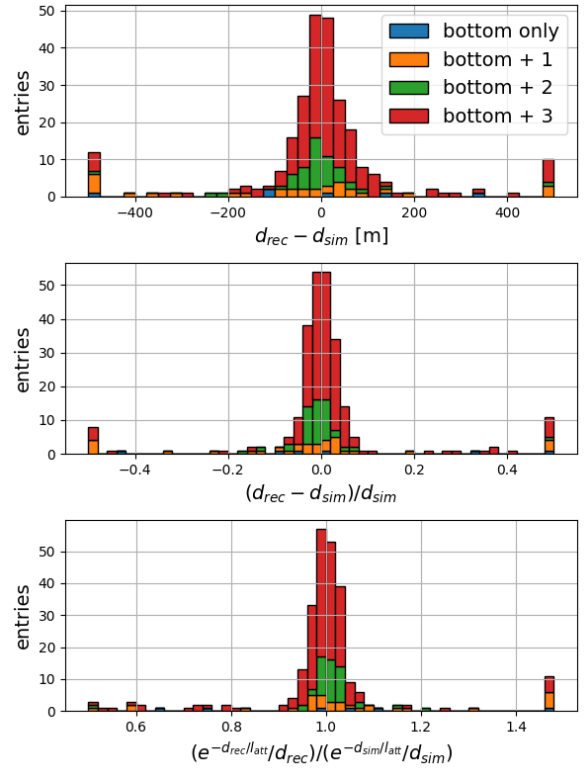 50
40
30
20
10
0
entries
bottom only
bottom + 1
bottom + 2
bottom + 3
−400 −200 0 200 400
d_rec − d_sim [m]
50
40
30
20
10
0
entries
−0.4 −0.2 0.0 0.2 0.4
(d_rec − d_sim)/d_sim
50
40
30
20
10
0
entries
0.6 0.8 1.0 1.2 1.4
(e^{−d_rec/l_att}/d_rec)/(e^{−d_sim/l_att}/d_sim)